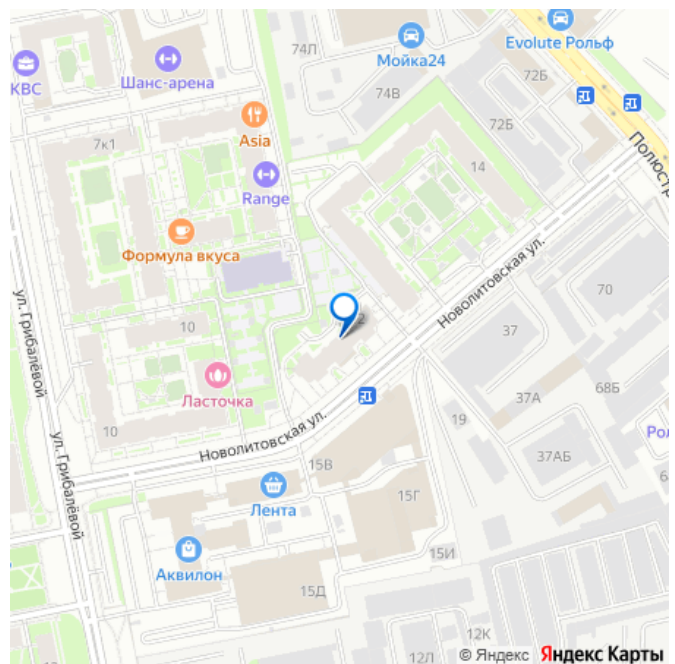 Evolute Рольф
74Л
Мойка24
КВС
Шанс-арена
72Б
74В
72Б
7к1
Asia
Полюстр
14
Range
Формула вкуса
Новолитовская ул.
70
ул. Грибалёвой
10
37
Ласточка
37А
68Б
19
10
Новолитовская ул.
Рол
ул. Грибалёвой
15В
37АБ
Лента
15Г
15И
Аквилон
15Д
12К
12Л
© Яндекс Яндекс Карты